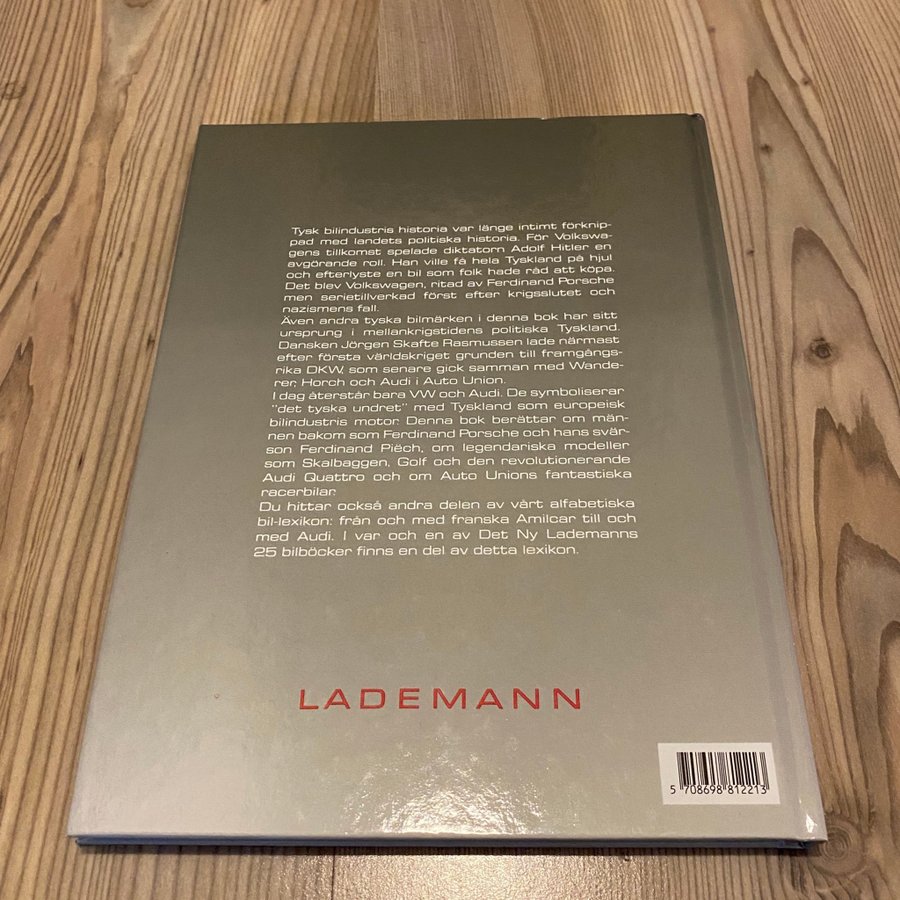 Tysk bilindustris historia var länge intimt förknip-
pad med landets politiska historia. För Volkswa-
gens tillkomst spelade diktatorn Adolf Hitler en
avgörande roll. Han ville få hela Tyskland på hjul
och efterlyste en bil som folk hade råd att köpa.
Det blev Volkswagen, ritad av Ferdinand Porsche
men serietillverkad först efter krigsslutet och
nazismens fall.
Även andra tyska bilmärken i denna bok har sitt
ursprung i mellankrigstidens politiska Tyskland.
Dansken Jörgen Skafte Rasmussen lade närmast
efter första världskriget grunden till framgångs-
rika DKW, som senare gick samman med Wande-
rer, Horch och Audi i Auto Union.
I dag återstår bara VW och Audi. De symboliserar
"det tyska undret" med Tyskland som europeisk
bilindustris motor. Denna bok berättar om män-
nen bakom som Ferdinand Porsche och hans svär-
son Ferdinand Piëch, om legendariska modeller
som Skalbaggen, Golf och den revolutionerande
Audi Quattro och om Auto Unions fantastiska
racerbilar.
Du hittar också andra delen av vårt alfabetiska
bil-lexikon: från och med franska Amilcar till och
med Audi. I var och en av Det Ny Lademanns
25 bilböcker finns en del av detta lexikon.
LADEMANN
5 708698 812213